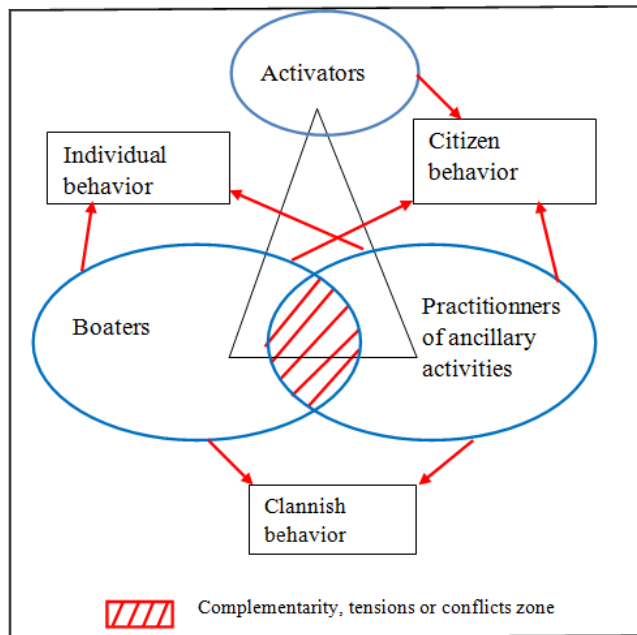 Activators
Individual
behavior
Citizen
behavior
Boaters
Practitionners
of ancillary
activities
Clannish
behavior
Complementarity, tensions or conflicts zone